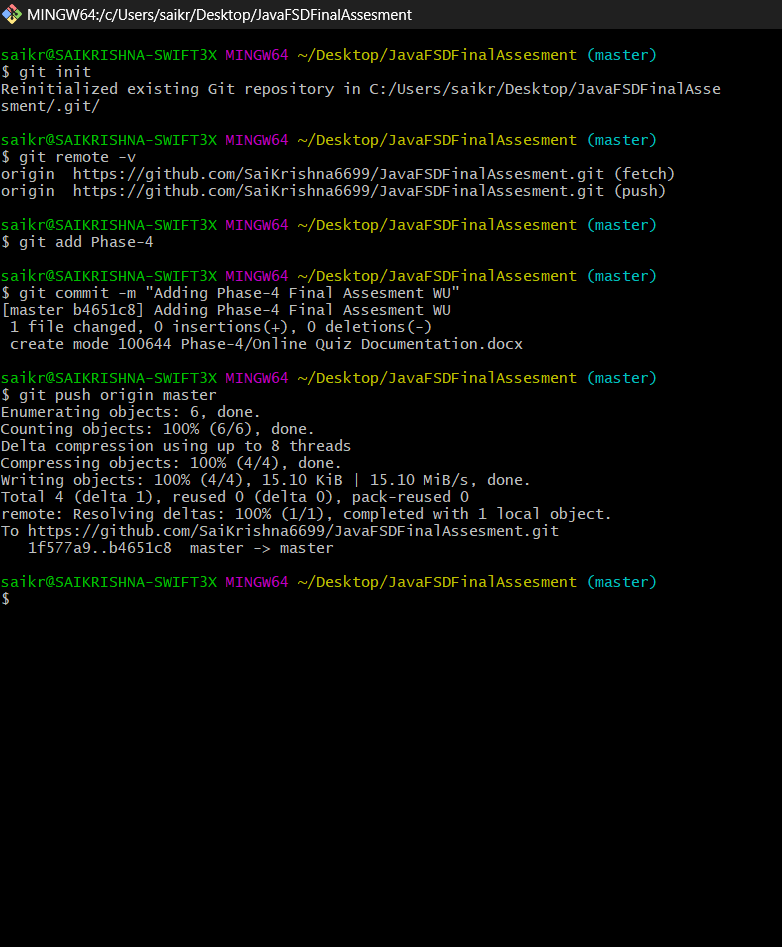 MINGW64:/c/Users/saikr/Desktop/JavaFSDFinalAssesment
saikr@SAIKRISHNA-SWIFT3X MINGW64 ~/Desktop/JavaFSDFinalAssesment (master)
$ git init
Reinitialized existing Git repository in C:/Users/saikr/Desktop/JavaFSDFinalAsse
sment/.git/
saikr@SAIKRISHNA-SWIFT3X MINGW64 ~/Desktop/JavaFSDFinalAssesment (master)
$ git remote -v
origin  https://github.com/SaiKrishna6699/JavaFSDFinalAssesment.git (fetch)
origin  https://github.com/SaiKrishna6699/JavaFSDFinalAssesment.git (push)
saikr@SAIKRISHNA-SWIFT3X MINGW64 ~/Desktop/JavaFSDFinalAssesment (master)
$ git add Phase-4
saikr@SAIKRISHNA-SWIFT3X MINGW64 ~/Desktop/JavaFSDFinalAssesment (master)
$ git commit -m "Adding Phase-4 Final Assesment WU"
[master b4651c8] Adding Phase-4 Final Assesment WU
 1 file changed, 0 insertions(+), 0 deletions(-)
 create mode 100644 Phase-4/Online Quiz Documentation.docx
saikr@SAIKRISHNA-SWIFT3X MINGW64 ~/Desktop/JavaFSDFinalAssesment (master)
$ git push origin master
Enumerating objects: 6, done.
Counting objects: 100% (6/6), done.
Delta compression using up to 8 threads
Compressing objects: 100% (4/4), done.
Writing objects: 100% (4/4), 15.10 KiB | 15.10 MiB/s, done.
Total 4 (delta 1), reused 0 (delta 0), pack-reused 0
remote: Resolving deltas: 100% (1/1), completed with 1 local object.
To https://github.com/SaiKrishna6699/JavaFSDFinalAssesment.git
   1f577a9..b4651c8  master -> master
saikr@SAIKRISHNA-SWIFT3X MINGW64 ~/Desktop/JavaFSDFinalAssesment (master)
$